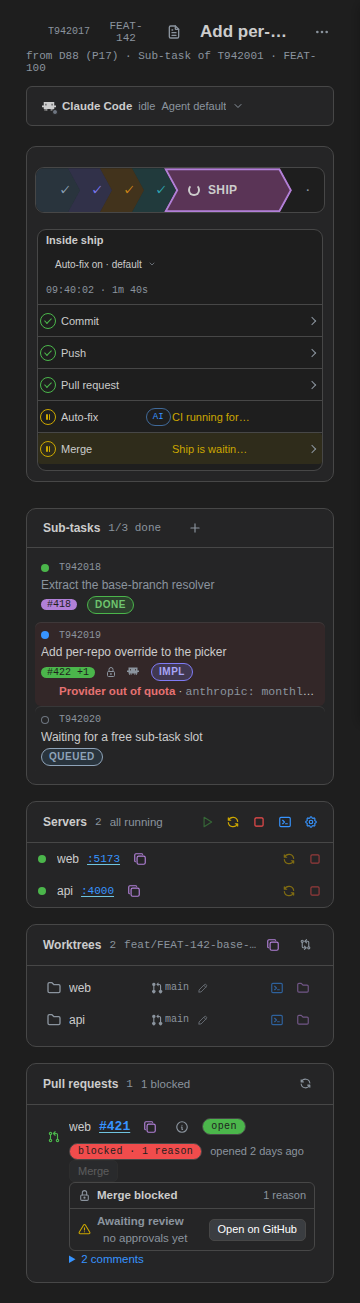 T942017 FEAT-142 Add per-…
from D88 (P17) · Sub-task of T942001 · FEAT-100
Claude Code idle Agent default
SHIP
Inside ship
Auto-fix on · default
09:40:02 · 1m 40s
Commit
Push
Pull request
Auto-fix AI CI running for…
Merge Ship is waitin…
Sub-tasks 1/3 done
T942018
Extract the base-branch resolver
#418 DONE
T942019
Add per-repo override to the picker
#422 +1 IMPL
Provider out of quota · anthropic: monthl…
T942020
Waiting for a free sub-task slot
QUEUED
Servers 2 all running
web :5173
api :4000
Worktrees 2 feat/FEAT-142-base-…
web main
api main
Pull requests 1 1 blocked
web #421 open
blocked · 1 reason opened 2 days ago
Merge
Merge blocked 1 reason
Awaiting review
no approvals yet
Open on GitHub
2 comments